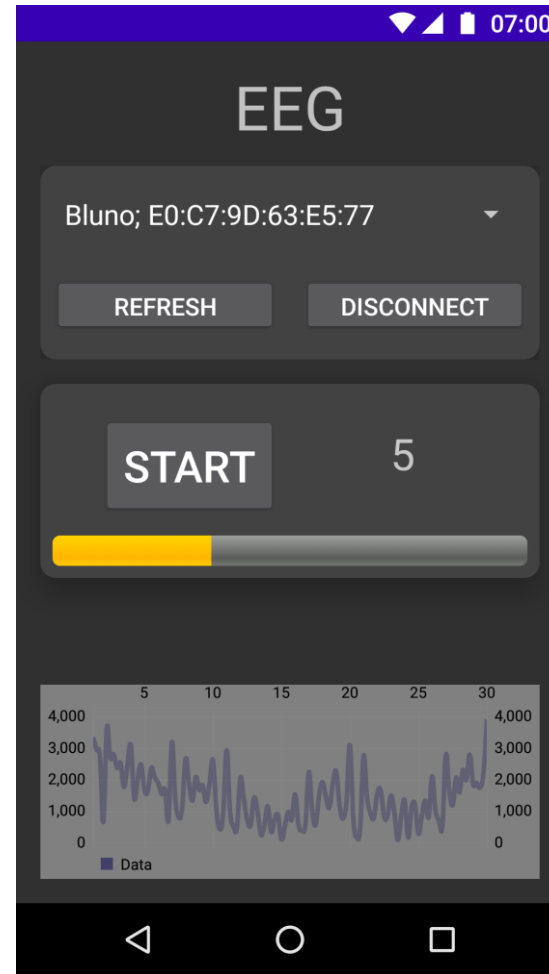 07:00
EEG
Bluno; E0:C7:9D:63:E5:77
REFRESH DISCONNECT
START 5
5 10 15 20 25 30
4,000 4,000
3,000 3,000
2,000 2,000
1,000 1,000
0 0
Data